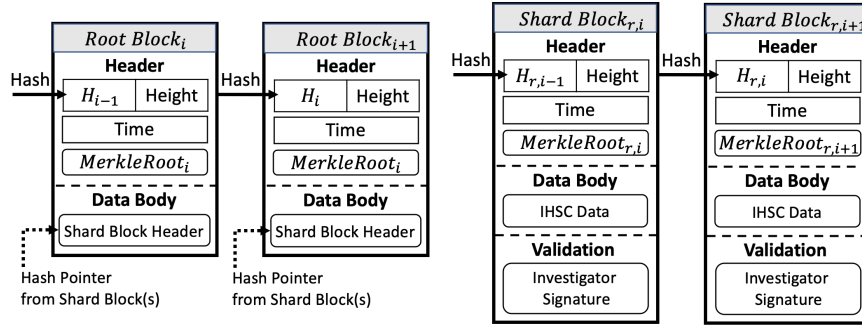 Root Block_i
Header
Hash
H_{i−1}
Height
Time
MerkleRoot_i
Data Body
Shard Block Header
Hash Pointer
from Shard Block(s)
Root Block_{i+1}
Header
Hash
H_i
Height
Time
MerkleRoot_{i+1}
Data Body
Shard Block Header
Hash Pointer
from Shard Block(s)
Shard Block_{r,i}
Header
Hash
H_{r,i−1}
Height
Time
MerkleRoot_{r,i}
Data Body
IHSC Data
Validation
Investigator
Signature
Shard Block_{r,i+1}
Header
Hash
H_{r,i}
Height
Time
MerkleRoot_{r,i+1}
Data Body
IHSC Data
Validation
Investigator
Signature